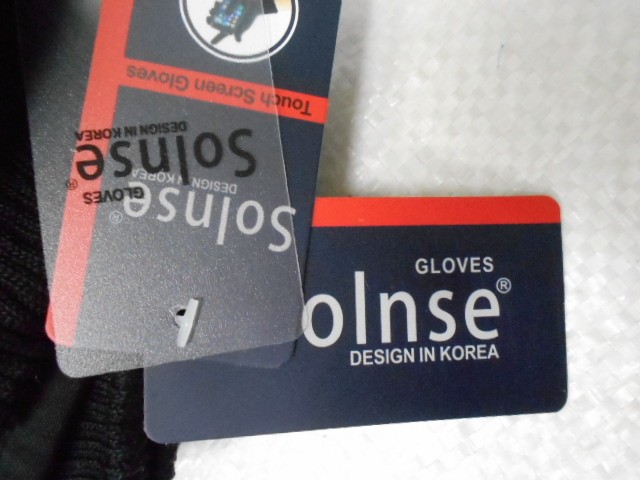 Touch Screen Gloves
GLOVES
Solnse®
DESIGN IN KOREA
Solnse®
DESIGN IN KOREA
GLOVES
olnse®
DESIGN IN KOREA